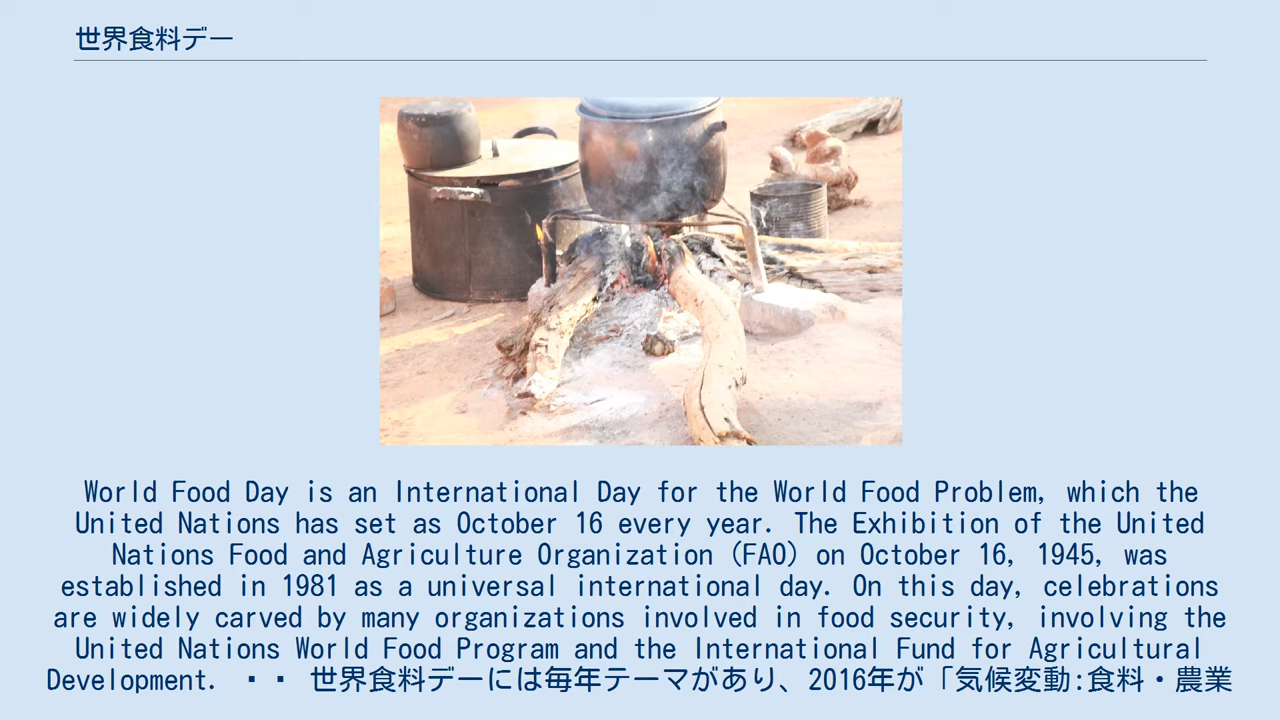 世界食料デー
World Food Day is an International Day for the World Food Problem, which the
United Nations has set as October 16 every year. The Exhibition of the United
Nations Food and Agriculture Organization (FAO) on October 16, 1945, was
established in 1981 as a universal international day. On this day, celebrations
are widely carved by many organizations involved in food security, involving the
United Nations World Food Program and the International Fund for Agricultural
Development. ・・ 世界食料デーには毎年テーマがあり、2016年が「気候変動:食料・農業